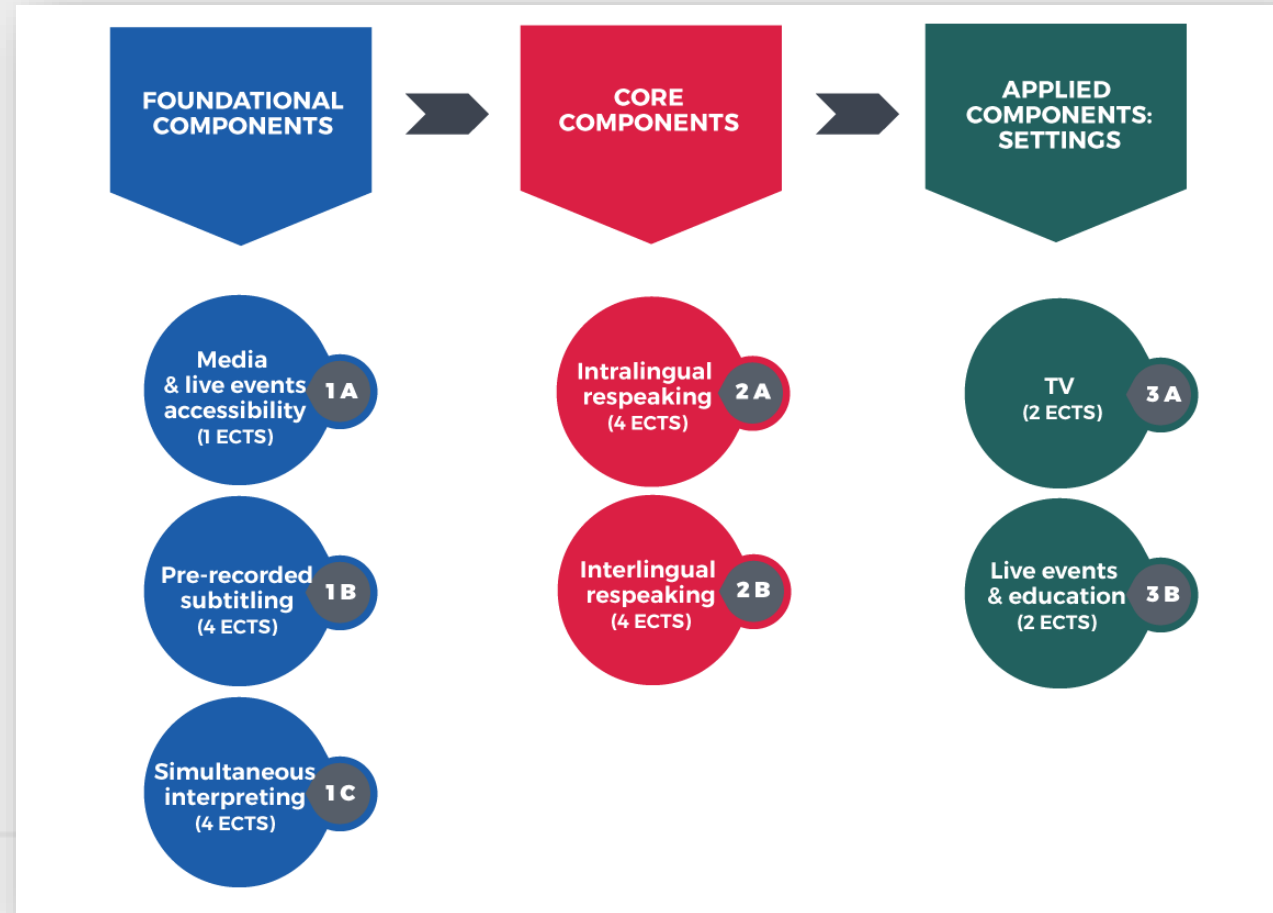 FOUNDATIONAL
COMPONENTS
CORE
COMPONENTS
APPLIED
COMPONENTS:
SETTINGS
Media
& live events
accessibility
(1 ECTS)
1 A
Intralingual
respeaking
(4 ECTS)
2 A
TV
(2 ECTS)
3 A
Pre-recorded
subtitling
(4 ECTS)
1 B
Interlingual
respeaking
(4 ECTS)
2 B
Live events
& education
(2 ECTS)
3 B
Simultaneous
interpreting
(4 ECTS)
1 C